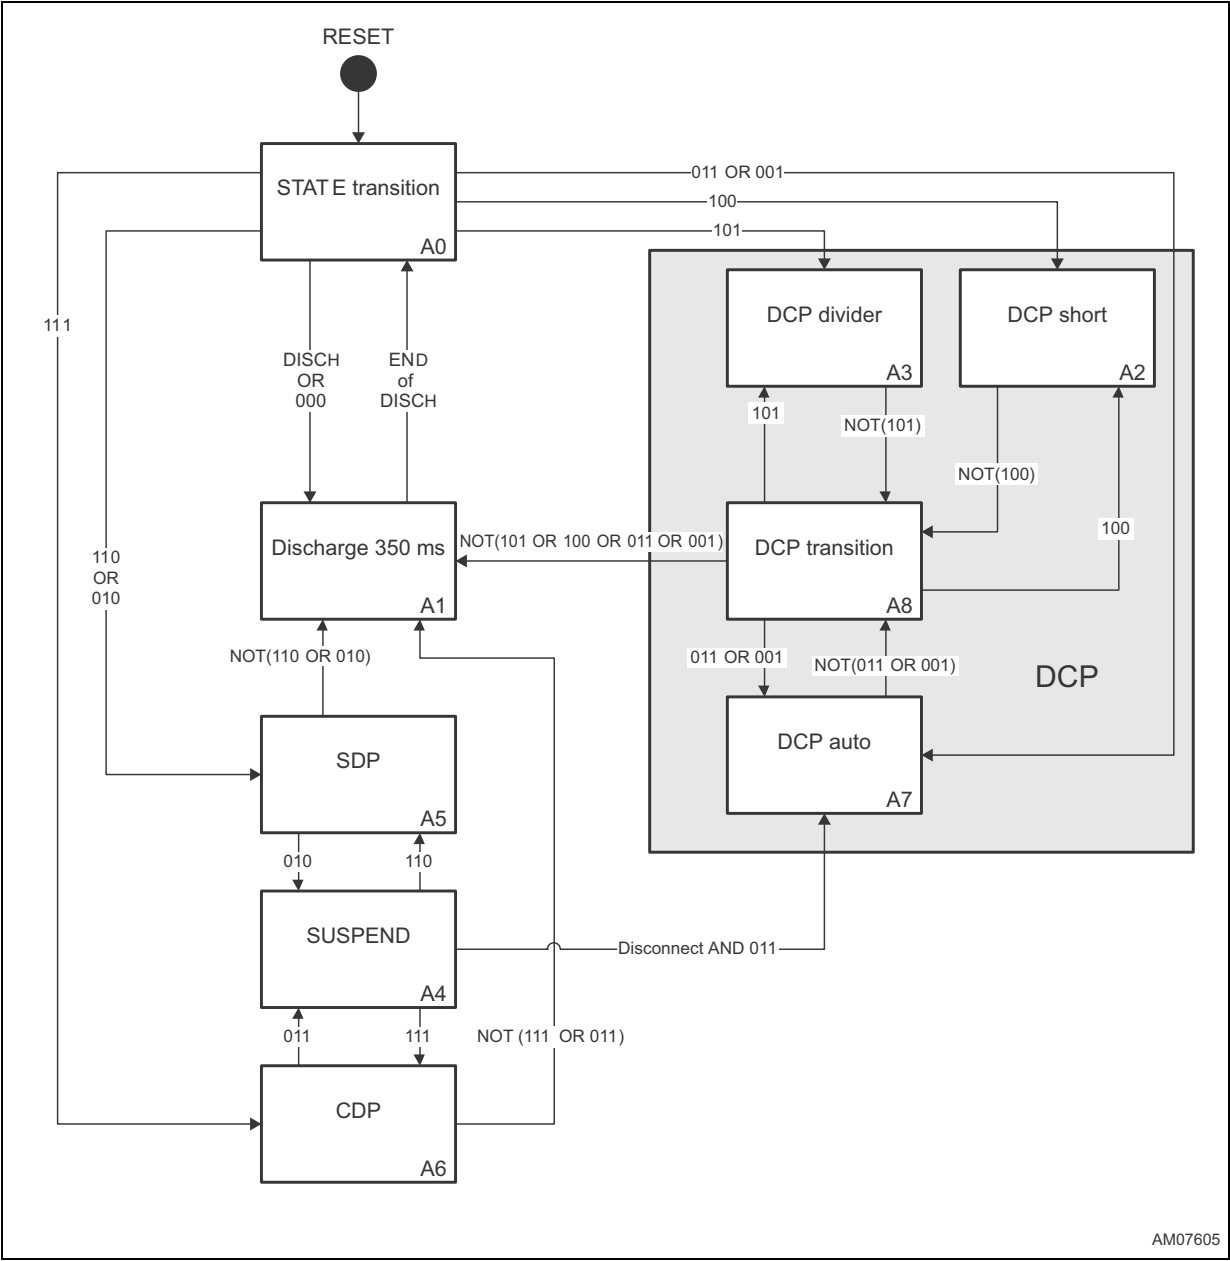 RESET
STATE transition
A0
011 OR 001
100
101
111
DISCH
OR
000
END
of
DISCH
110
OR
010
Discharge 350 ms
A1
NOT(101 OR 100 OR 011 OR 001)
DCP divider
A3
DCP short
A2
101
NOT(101)
NOT(100)
100
DCP transition
A8
011 OR 001
NOT(011 OR 001)
DCP
DCP auto
A7
NOT(110 OR 010)
SDP
A5
010
110
SUSPEND
A4
Disconnect AND 011
011
111
NOT (111 OR 011)
CDP
A6
AM07605